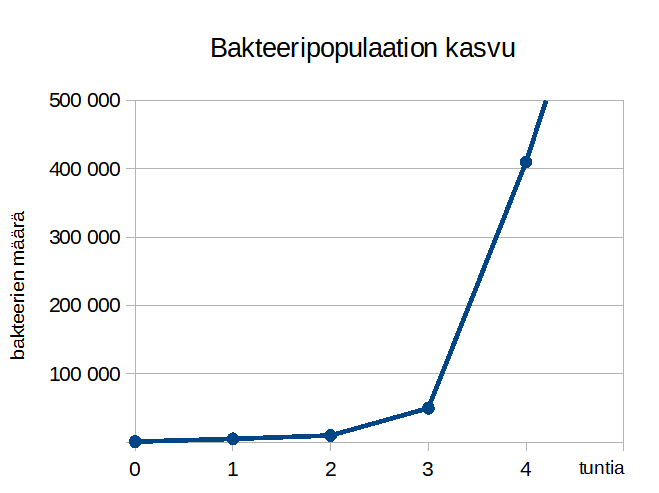 Bakteeripopulaation kasvu
500 000
400 000
300 000
200 000
100 000
bakteerien määrä
0 1 2 3 4 tuntia